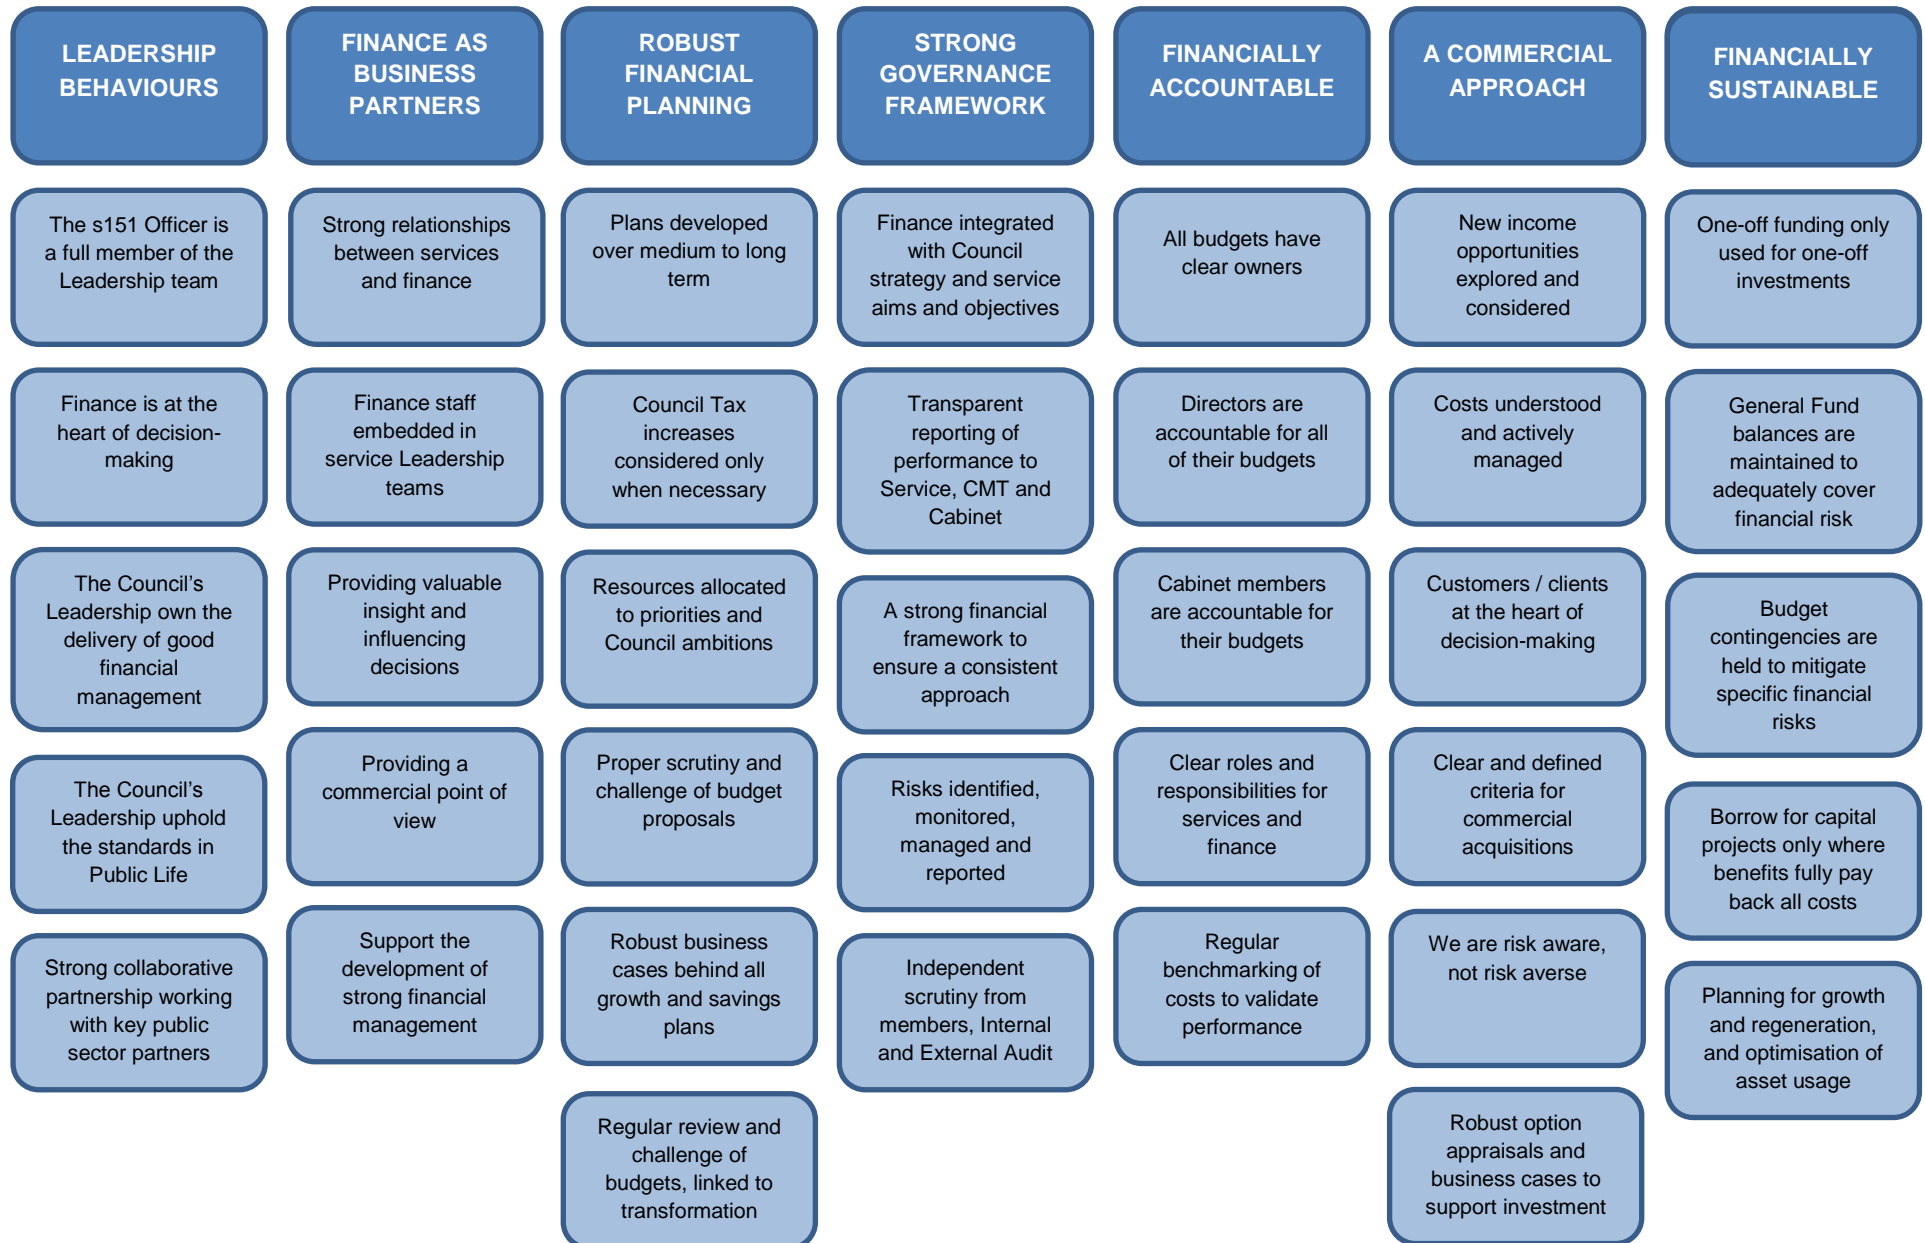 LEADERSHIP
BEHAVIOURS
The s151 Officer is
a full member of the
Leadership team
Finance is at the
heart of decision-
making
The Council's
Leadership own the
delivery of good
financial
management
The Council's
Leadership uphold
the standards in
Public Life
Strong collaborative
partnership working
with key public
sector partners
FINANCE AS
BUSINESS
PARTNERS
Strong relationships
between services
and finance
Finance staff
embedded in
service Leadership
teams
Providing valuable
insight and
influencing
decisions
Providing a
commercial point of
view
Support the
development of
strong financial
management
ROBUST
FINANCIAL
PLANNING
Plans developed
over medium to long
term
Council Tax
increases
considered only
when necessary
Resources allocated
to priorities and
Council ambitions
Proper scrutiny and
challenge of budget
proposals
Robust business
cases behind all
growth and savings
plans
Regular review and
challenge of
budgets, linked to
transformation
STRONG
GOVERNANCE
FRAMEWORK
Finance integrated
with Council
strategy and service
aims and objectives
Transparent
reporting of
performance to
Service, CMT and
Cabinet
A strong financial
framework to
ensure a consistent
approach
Risks identified,
monitored,
managed and
reported
Independent
scrutiny from
members, Internal
and External Audit
FINANCIALLY
ACCOUNTABLE
All budgets have
clear owners
Directors are
accountable for all
of their budgets
Cabinet members
are accountable for
their budgets
Clear roles and
responsibilities for
services and
finance
Regular
benchmarking of
costs to validate
performance
A COMMERCIAL
APPROACH
New income
opportunities
explored and
considered
Costs understood
and actively
managed
Customers / clients
at the heart of
decision-making
Clear and defined
criteria for
commercial
acquisitions
We are risk aware,
not risk averse
Robust option
appraisals and
business cases to
support investment
FINANCIALLY
SUSTAINABLE
One-off funding only
used for one-off
investments
General Fund
balances are
maintained to
adequately cover
financial risk
Budget
contingencies are
held to mitigate
specific financial
risks
Borrow for capital
projects only where
benefits fully pay
back all costs
Planning for growth
and regeneration,
and optimisation of
asset usage